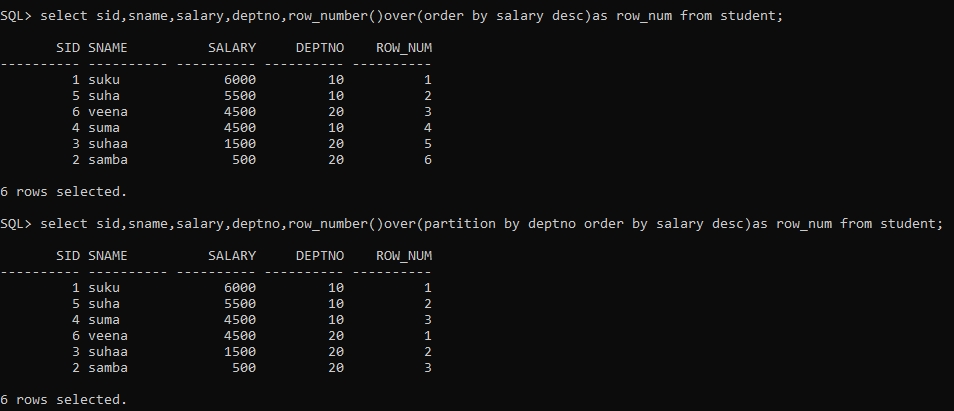 SQL> select sid,sname,salary,deptno,row_number()over(order by salary desc)as row_num from student;
SID SNAME SALARY DEPTNO ROW_NUM
---------- ---------- ---------- ---------- ----------
1 suku 6000 10 1
5 suha 5500 10 2
6 veena 4500 20 3
4 suma 4500 10 4
3 suhaa 1500 20 5
2 samba 500 20 6
6 rows selected.
SQL> select sid,sname,salary,deptno,row_number()over(partition by deptno order by salary desc)as row_num from student;
SID SNAME SALARY DEPTNO ROW_NUM
---------- ---------- ---------- ---------- ----------
1 suku 6000 10 1
5 suha 5500 10 2
4 suma 4500 10 3
6 veena 4500 20 1
3 suhaa 1500 20 2
2 samba 500 20 3
6 rows selected.